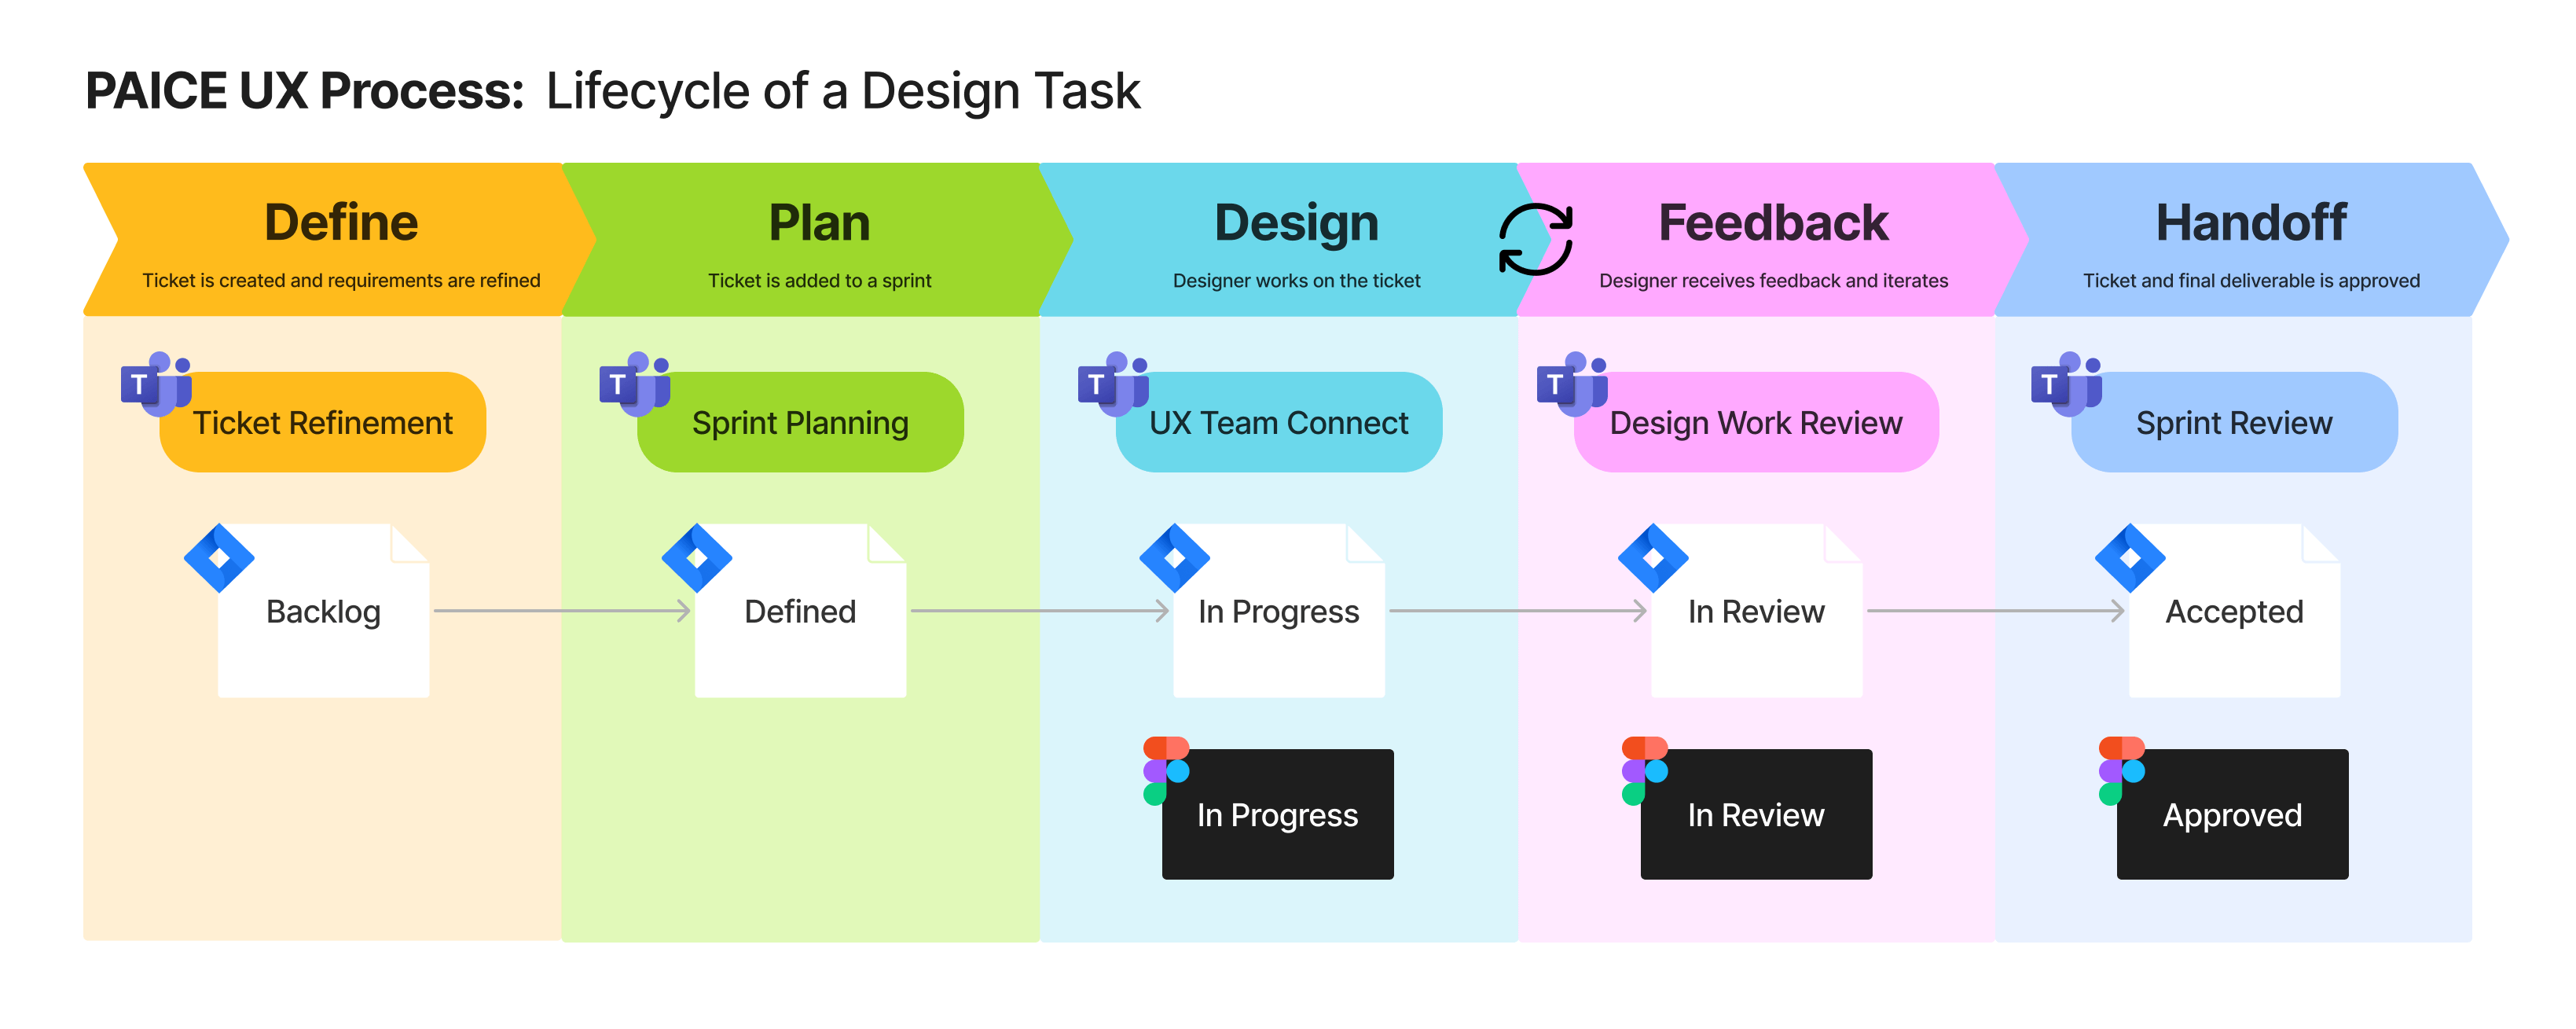 PAICE UX Process: Lifecycle of a Design Task
Define
Ticket is created and requirements are refined
Plan
Ticket is added to a sprint
Design
Designer works on the ticket
Feedback
Designer receives feedback and iterates
Handoff
Ticket and final deliverable is approved
T
Ticket Refinement
T
Sprint Planning
T
UX Team Connect
T
Design Work Review
T
Sprint Review
Backlog
Defined
In Progress
In Review
Accepted
In Progress
In Review
Approved